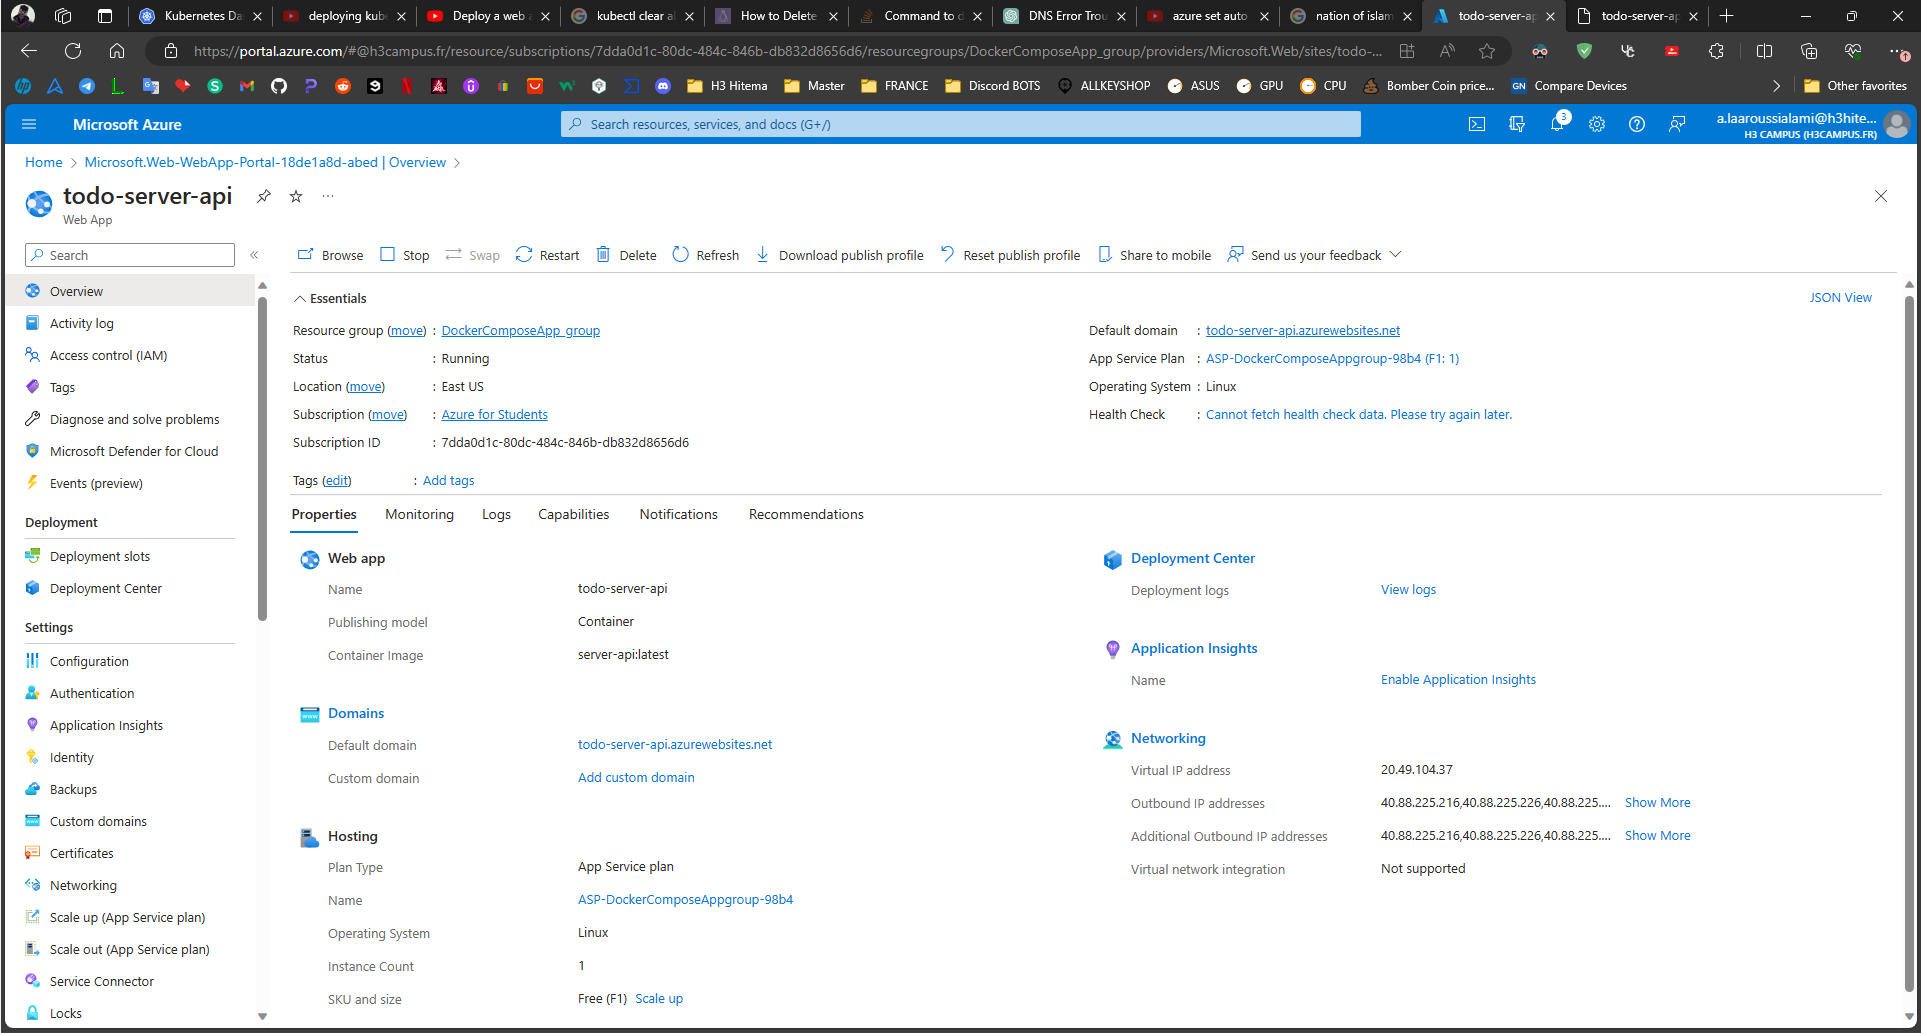 Kubernetes Da
deploying kube
Deploy a web a
kubectl clear al
How to Delete
Command to d
DNS Error Trou
azure set auto
nation of islam
todo-server-ap
todo-server-ap
https://portal.azure.com/#@h3campus.fr/resource/subscriptions/7dda0d1c-80dc-484c-846b-db832d8656d6/resourcegroups/DockerComposeApp_group/providers/Microsoft.Web/sites/todo-...
H3 Hitema
Master
FRANCE
Discord BOTS
ALLKEYSHOP
ASUS
GPU
CPU
Bomber Coin price...
GN Compare Devices
Other favorites
Microsoft Azure
Search resources, services, and docs (G+/)
3
a.laaroussialami@h3hite...
H3 CAMPUS (H3CAMPUS.FR)
Home > Microsoft.Web-WebApp-Portal-18de1a8d-abed | Overview >
todo-server-api
Web App
Search
Browse
Stop
Swap
Restart
Delete
Refresh
Download publish profile
Reset publish profile
Share to mobile
Send us your feedback
Overview
Activity log
Access control (IAM)
Tags
Diagnose and solve problems
Microsoft Defender for Cloud
Events (preview)
Deployment
Deployment slots
Deployment Center
Settings
Configuration
Authentication
Application Insights
Identity
Backups
Custom domains
Certificates
Networking
Scale up (App Service plan)
Scale out (App Service plan)
Service Connector
Locks
Essentials
JSON View
Resource group (move) : DockerComposeApp_group
Status : Running
Location (move) : East US
Subscription (move) : Azure for Students
Subscription ID : 7dda0d1c-80dc-484c-846b-db832d8656d6
Default domain : todo-server-api.azurewebsites.net
App Service Plan : ASP-DockerComposeAppgroup-98b4 (F1: 1)
Operating System : Linux
Health Check : Cannot fetch health check data. Please try again later.
Tags (edit) : Add tags
Properties
Monitoring
Logs
Capabilities
Notifications
Recommendations
Web app
Name todo-server-api
Publishing model Container
Container Image server-api:latest
Domains
Default domain todo-server-api.azurewebsites.net
Custom domain Add custom domain
Hosting
Plan Type App Service plan
Name ASP-DockerComposeAppgroup-98b4
Operating System Linux
Instance Count 1
SKU and size Free (F1) Scale up
Deployment Center
Deployment logs View logs
Application Insights
Name Enable Application Insights
Networking
Virtual IP address 20.49.104.37
Outbound IP addresses 40.88.225.216,40.88.225.226,40.88.225.... Show More
Additional Outbound IP addresses 40.88.225.216,40.88.225.226,40.88.225.... Show More
Virtual network integration Not supported